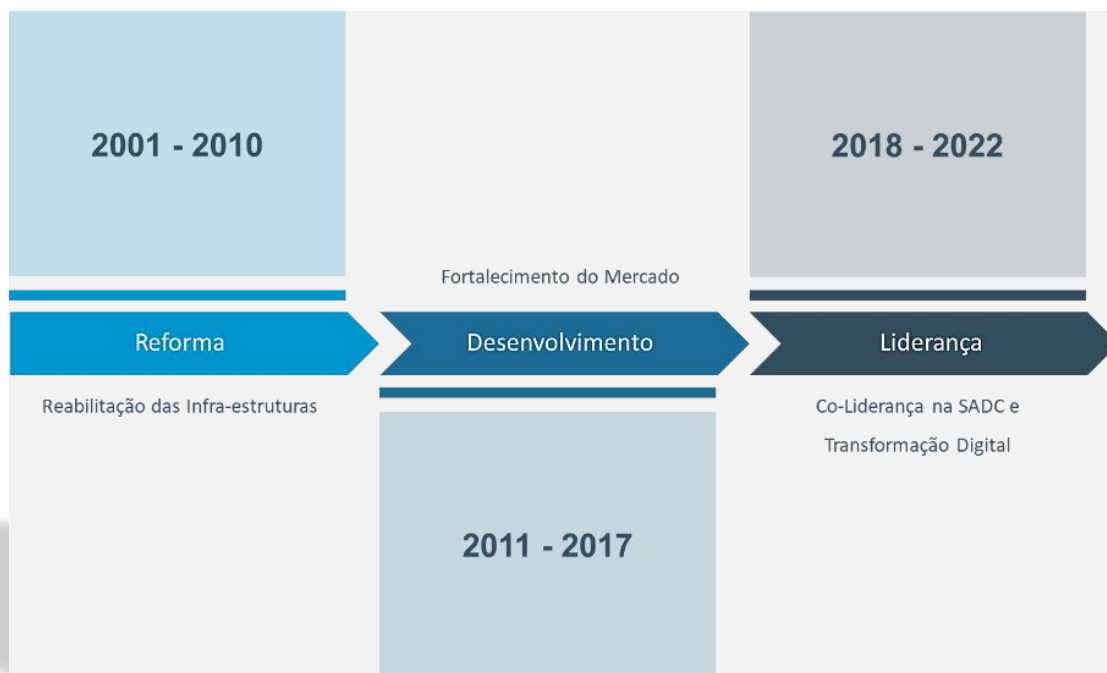 2001 - 2010
Reforma
Reabilitação das Infra-estruturas
Fortalecimento do Mercado
Desenvolvimento
2011 - 2017
2018 - 2022
Liderança
Co-Liderança na SADC e
Transformação Digital